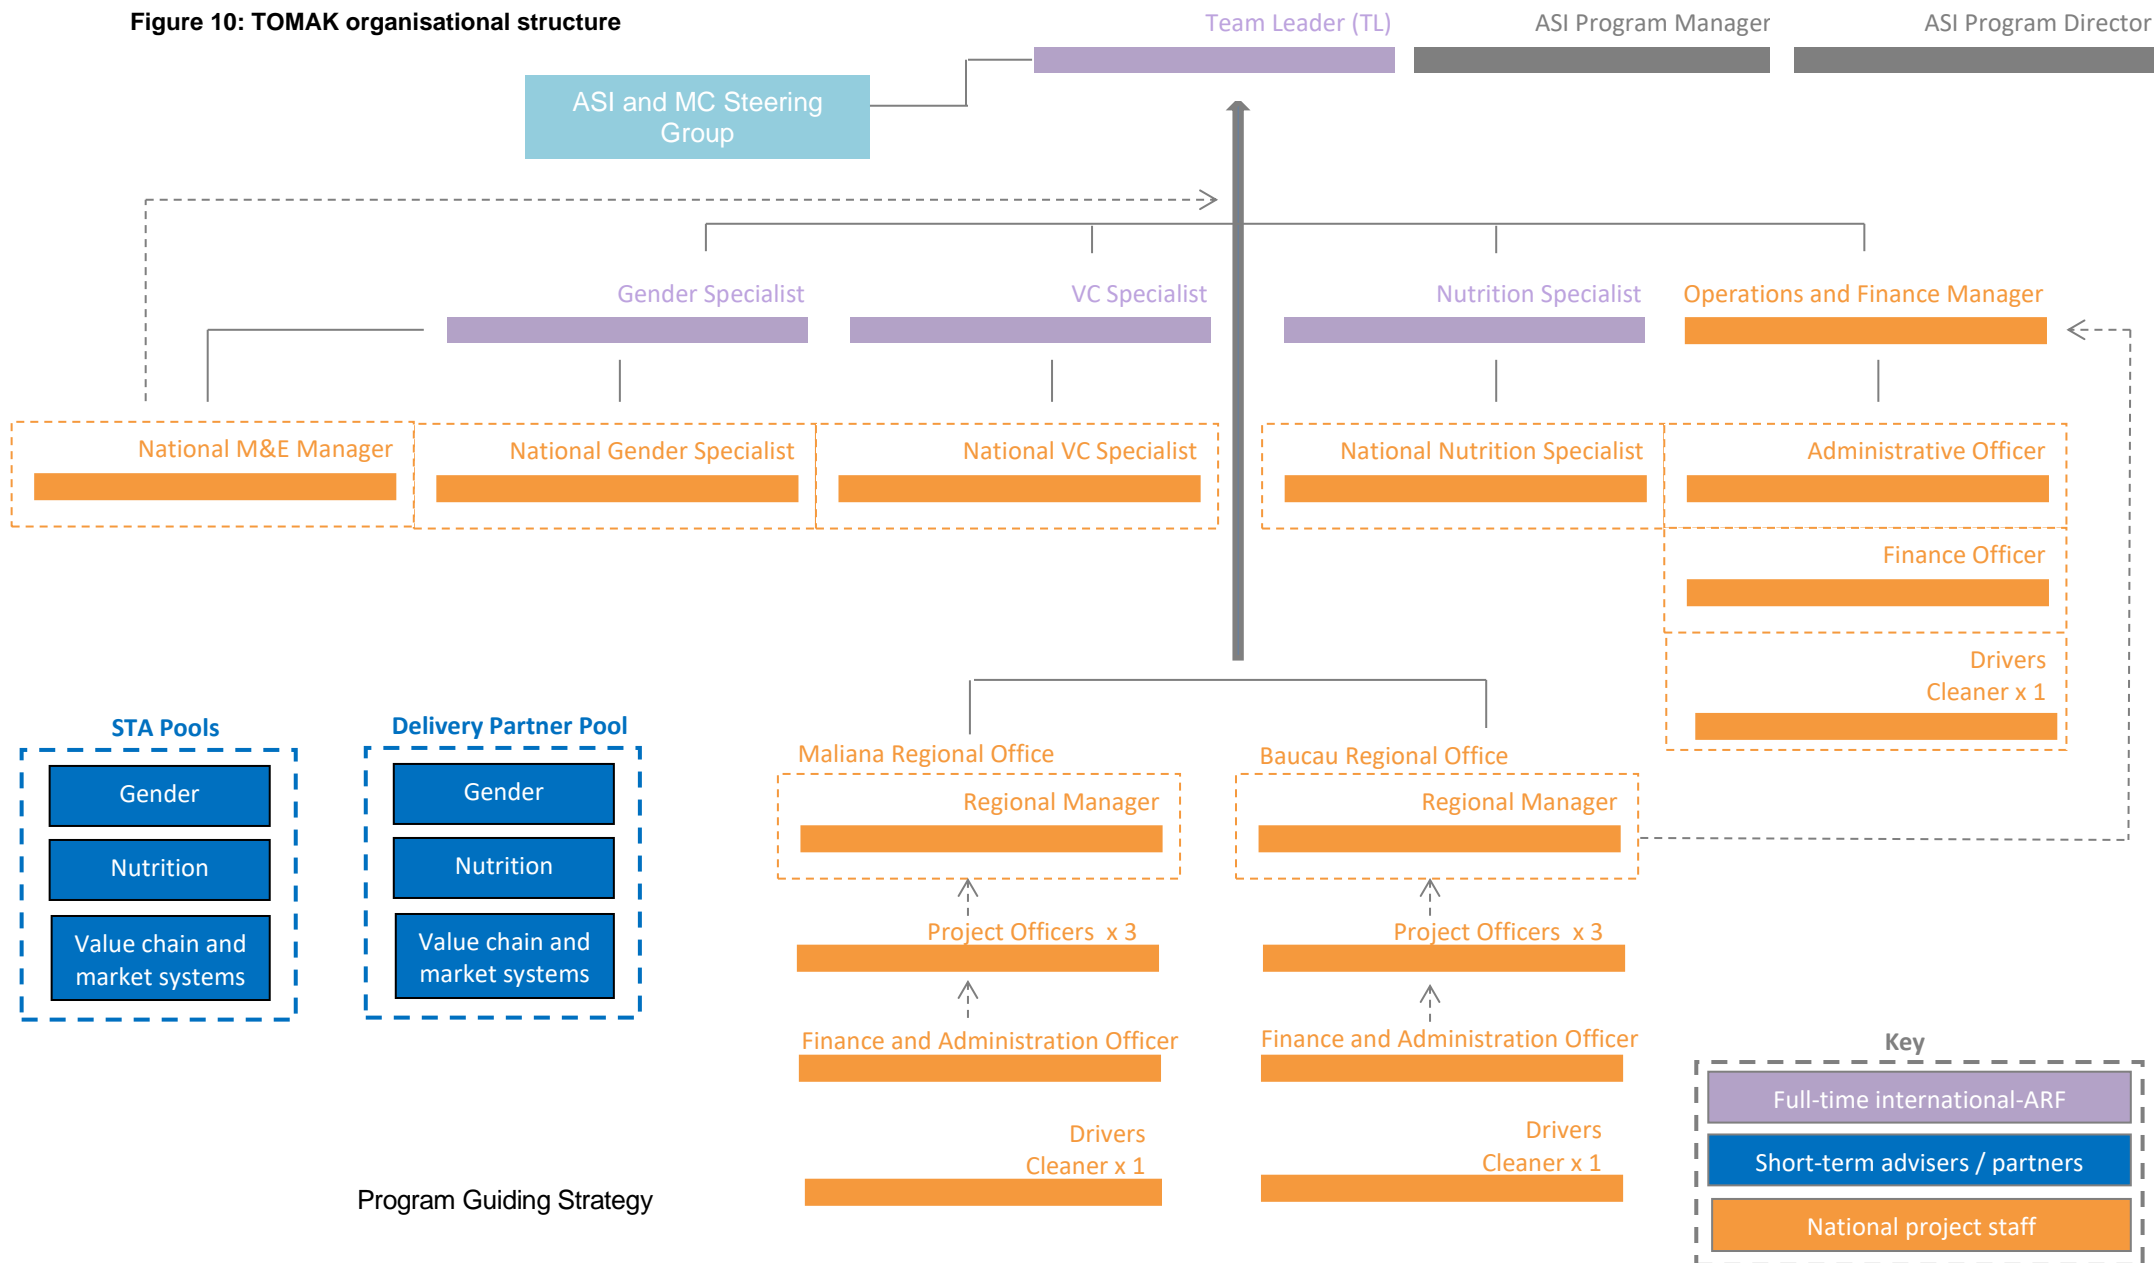 Figure 10: TOMAK organisational structure
Team Leader (TL)
ASI Program Manager
ASI Program Director
ASI and MC Steering
Group
Gender Specialist
VC Specialist
Nutrition Specialist
Operations and Finance Manager
National M&E Manager
National Gender Specialist
National VC Specialist
National Nutrition Specialist
Administrative Officer
Finance Officer
Drivers
Cleaner x 1
STA Pools
Gender
Nutrition
Value chain and
market systems
Delivery Partner Pool
Gender
Nutrition
Value chain and
market systems
Maliana Regional Office
Regional Manager
Project Officers x 3
Finance and Administration Officer
Drivers
Cleaner x 1
Baucau Regional Office
Regional Manager
Project Officers x 3
Finance and Administration Officer
Drivers
Cleaner x 1
Key
Full-time international-ARF
Short-term advisers / partners
National project staff
Program Guiding Strategy